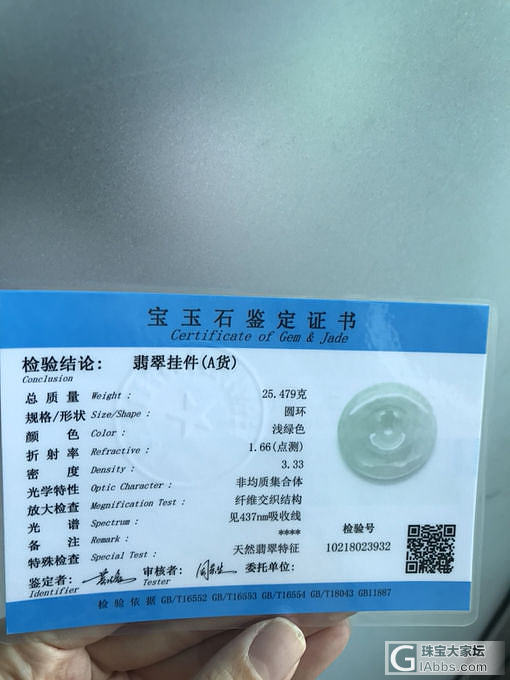 宝玉石鉴定证书
Certificate of Gem & Jade
检验结论: 翡翠挂件(A货)
Conclusion
总质量 Weight: 25.479克
规格/形状 Size/Shape: 圆环
颜色 Color: 浅绿色
折射率 Refractive: 1.66(点测)
密度 Density: 3.33
光学特性 Optic Character: 非均质集合体
放大检查 Megnification Test: 纤维交织结构
光谱 Spectrum: 见437nm吸收线
备注 Remark: ****
特殊检查 Special Test: 天然翡翠特征
检验号
10218023932
鉴定者: 审核者: 委托单位:
Identifier Tester
检验依据 GB/T16552 GB/T16553 GB/T16554 GB/T18043 GB11887
珠宝大家坛
iAbbs.com